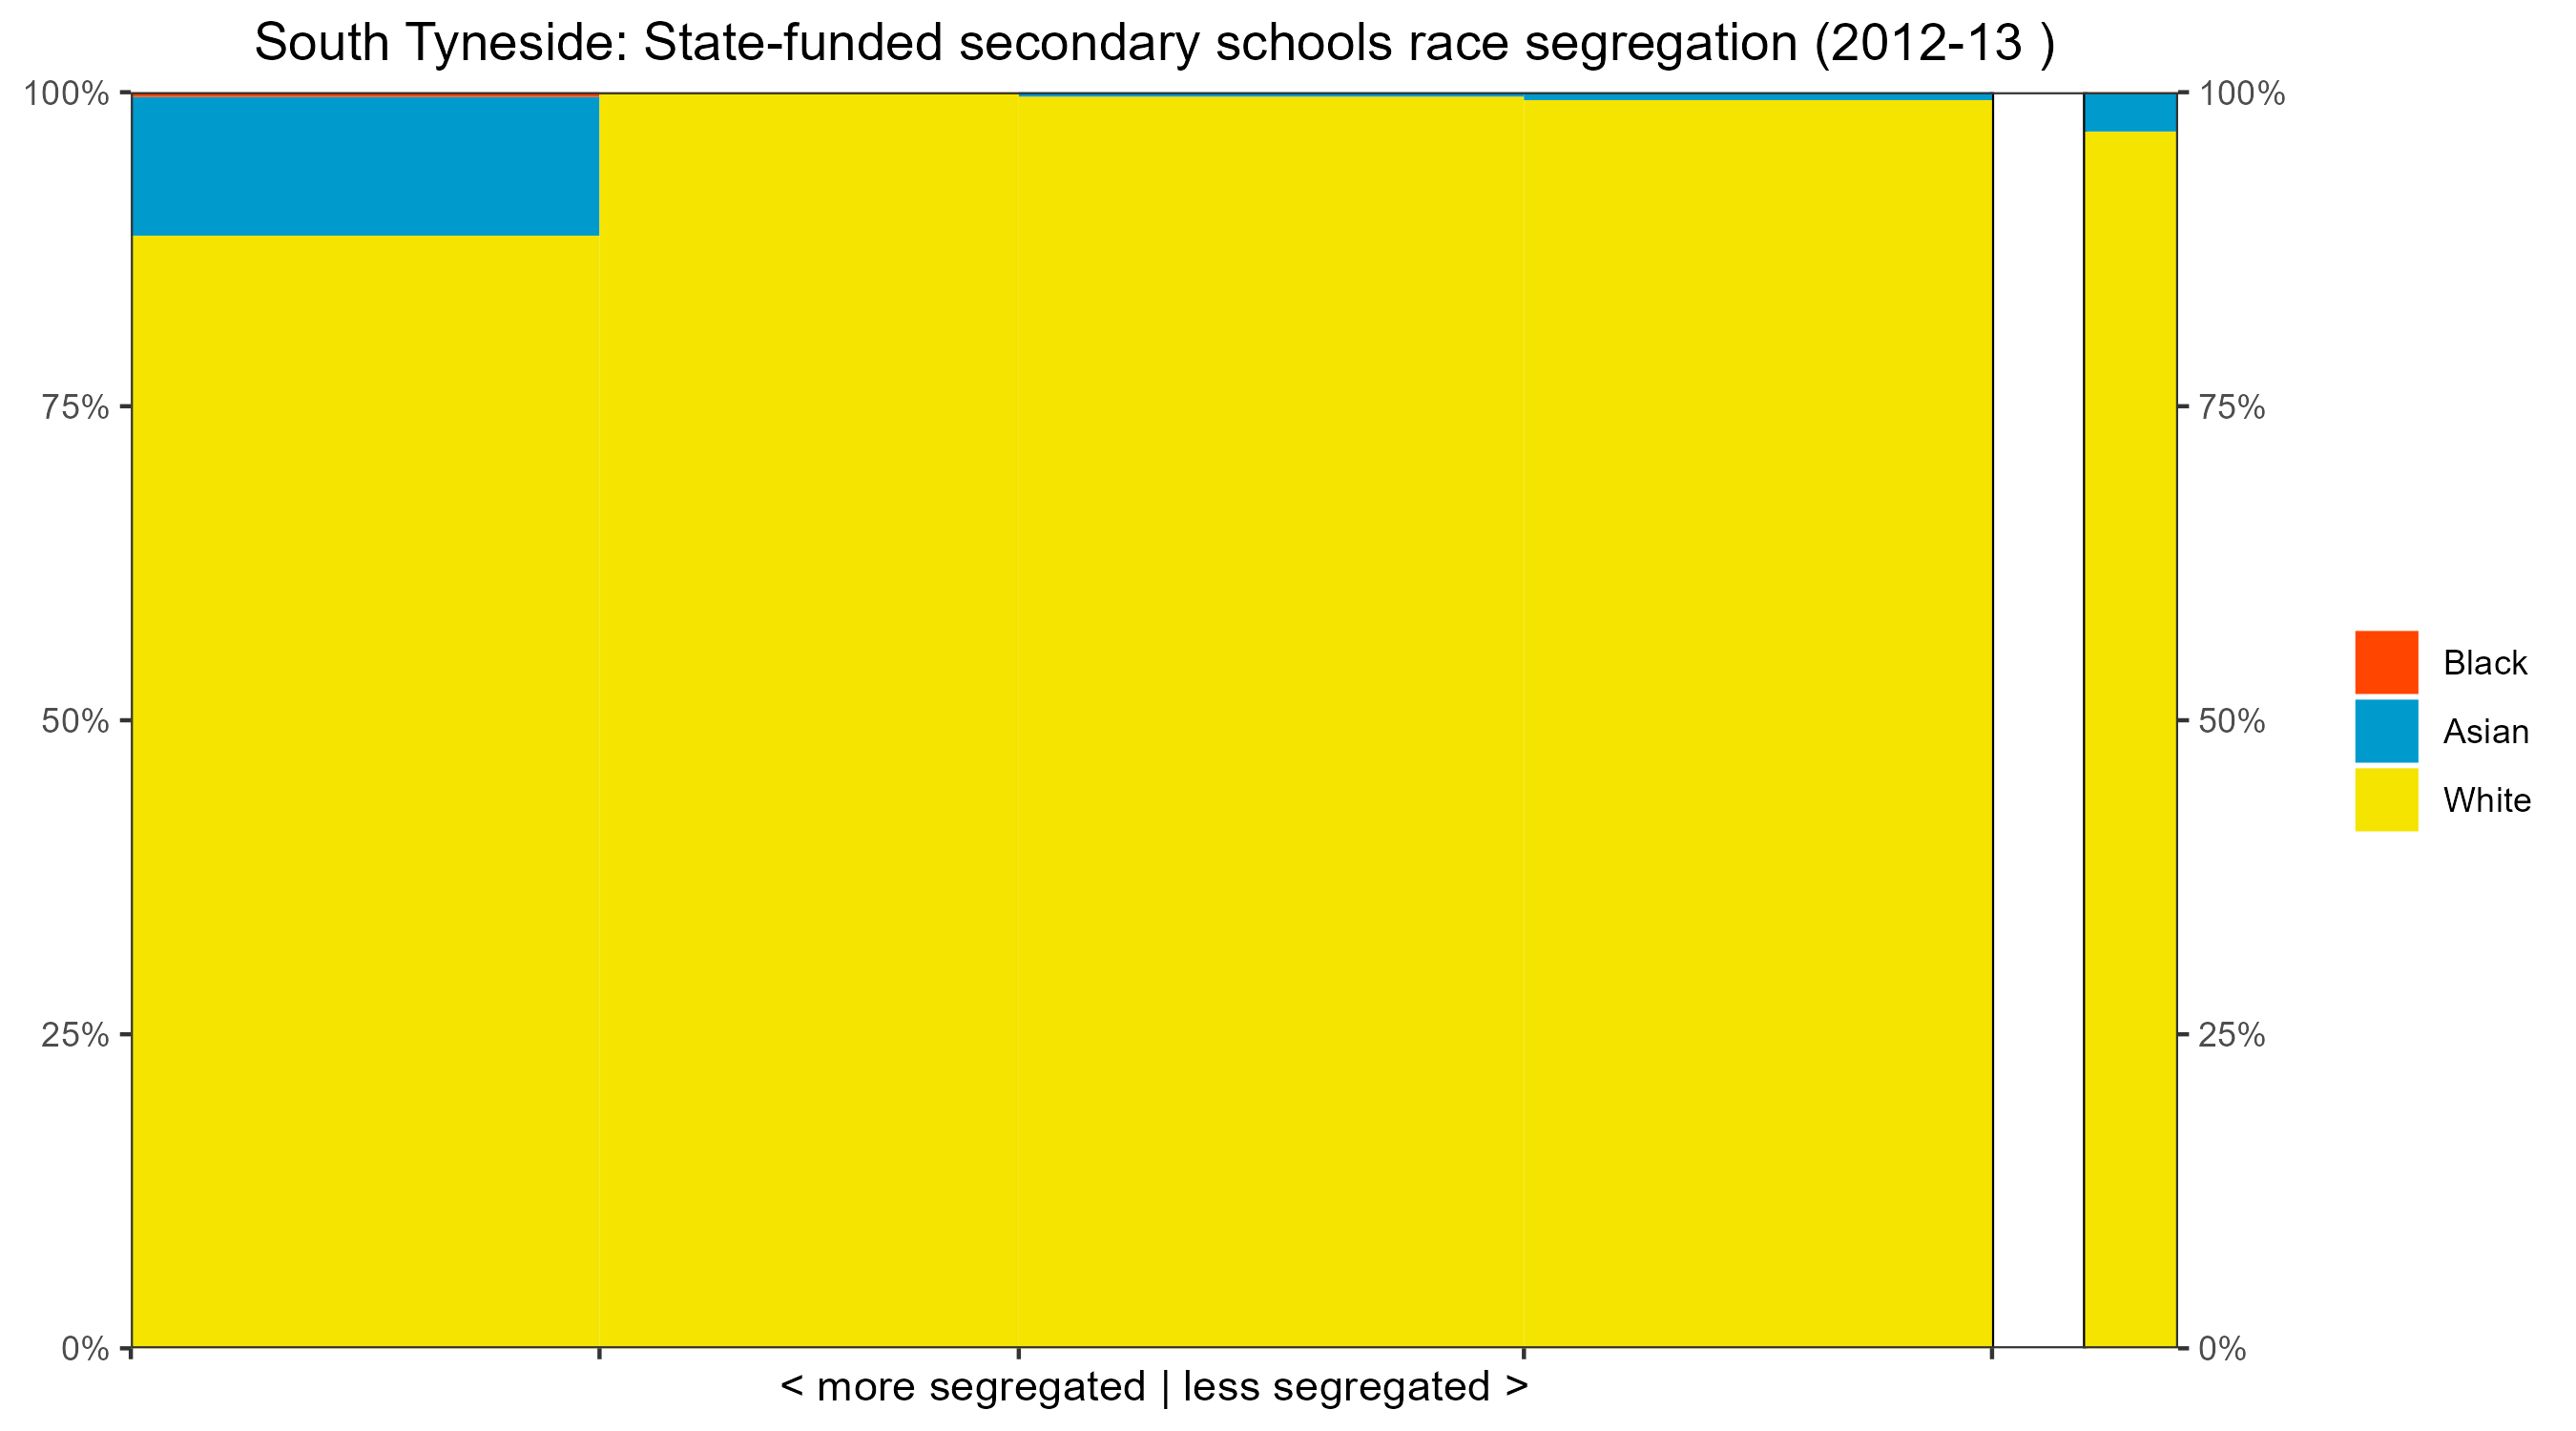 South Tyneside: State-funded secondary schools race segregation (2012-13 )
100%
75%
50%
25%
0%
100%
75%
50%
25%
0%
Black
Asian
White
< more segregated | less segregated >